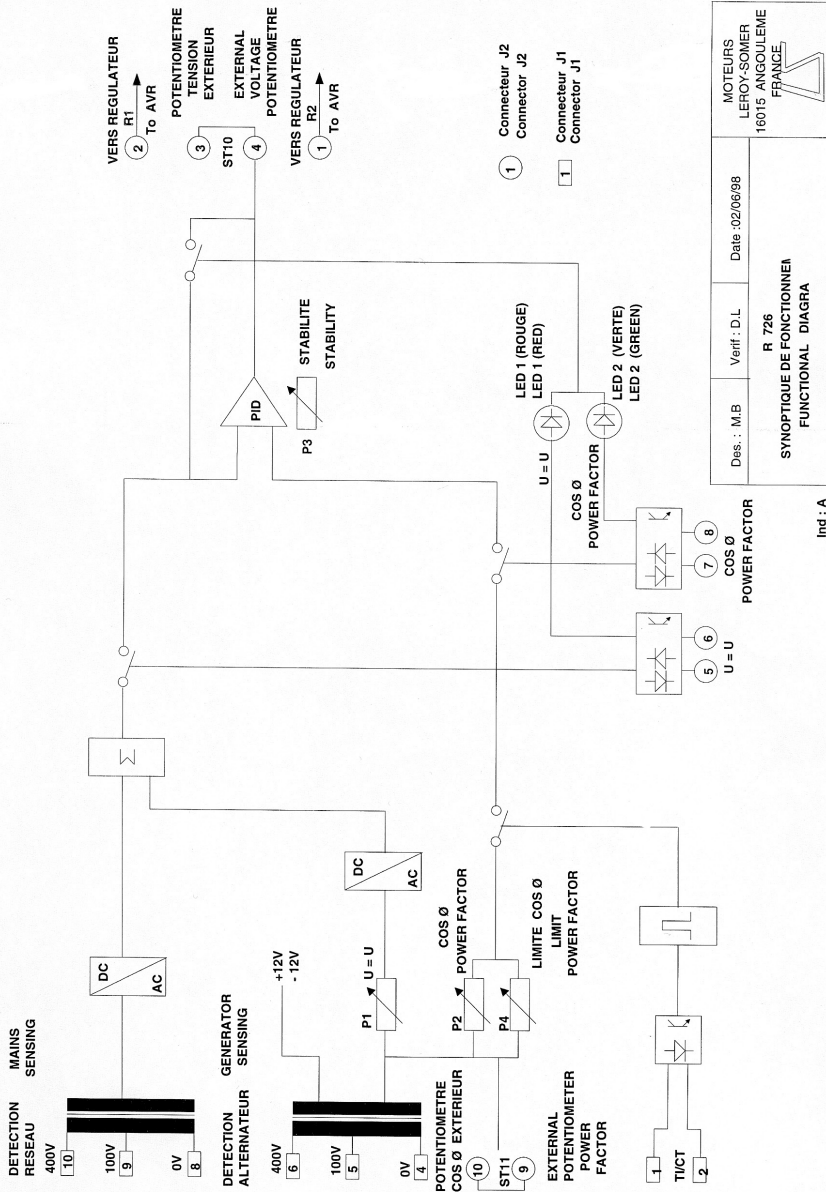 DETECTION
RESEAU
MAINS
SENSING
400V
10
100V
9
0V
8
DC
AC
Σ
DETECTION
ALTERNATEUR
GENERATOR
SENSING
400V
6
100V
5
0V
4
+12V
- 12V
P1
U = U
DC
AC
POTENTIOMETRE
COS Ø EXTERIEUR
10
ST11
9
EXTERNAL
POTENTIOMETER
POWER
FACTOR
P2
COS Ø
POWER FACTOR
P4
LIMITE COS Ø
LIMIT
POWER FACTOR
1
TI/CT
2
PID
P3
STABILITE
STABILITY
VERS REGULATEUR
R1
2
To AVR
POTENTIOMETRE
TENSION
EXTERIEUR
3
ST10
4
EXTERNAL
VOLTAGE
POTENTIOMETRE
VERS REGULATEUR
R2
1
To AVR
LED 1 (ROUGE)
LED 1 (RED)
U = U
LED 2 (VERTE)
LED 2 (GREEN)
COS Ø
POWER FACTOR
5
6
U = U
7
8
COS Ø
POWER FACTOR
1
Connecteur J2
Connector J2
1
Connecteur J1
Connector J1
Des. : M.B
Verif : D.L
Date :02/06/98
MOTEURS
LEROY-SOMER
16015 ANGOULEME
FRANCE
R 726
SYNOPTIQUE DE FONCTIONNEM
FUNCTIONAL DIAGRA
Ind : A